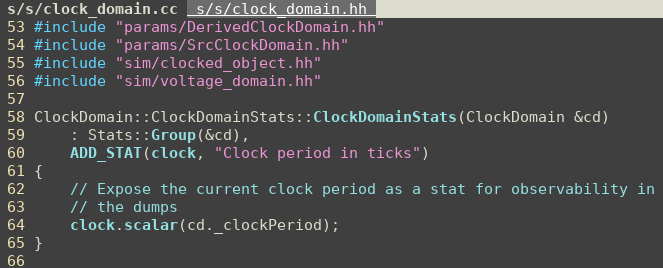 s/s/clock_domain.cc s/s/clock_domain.hh
53 #include "params/DerivedClockDomain.hh"
54 #include "params/SrcClockDomain.hh"
55 #include "sim/clocked_object.hh"
56 #include "sim/voltage_domain.hh"
57
58 ClockDomain::ClockDomainStats::ClockDomainStats(ClockDomain &cd)
59     : Stats::Group(&cd),
60     ADD_STAT(clock, "Clock period in ticks")
61 {
62     // Expose the current clock period as a stat for observability in
63     // the dumps
64     clock.scalar(cd._clockPeriod);
65 }
66